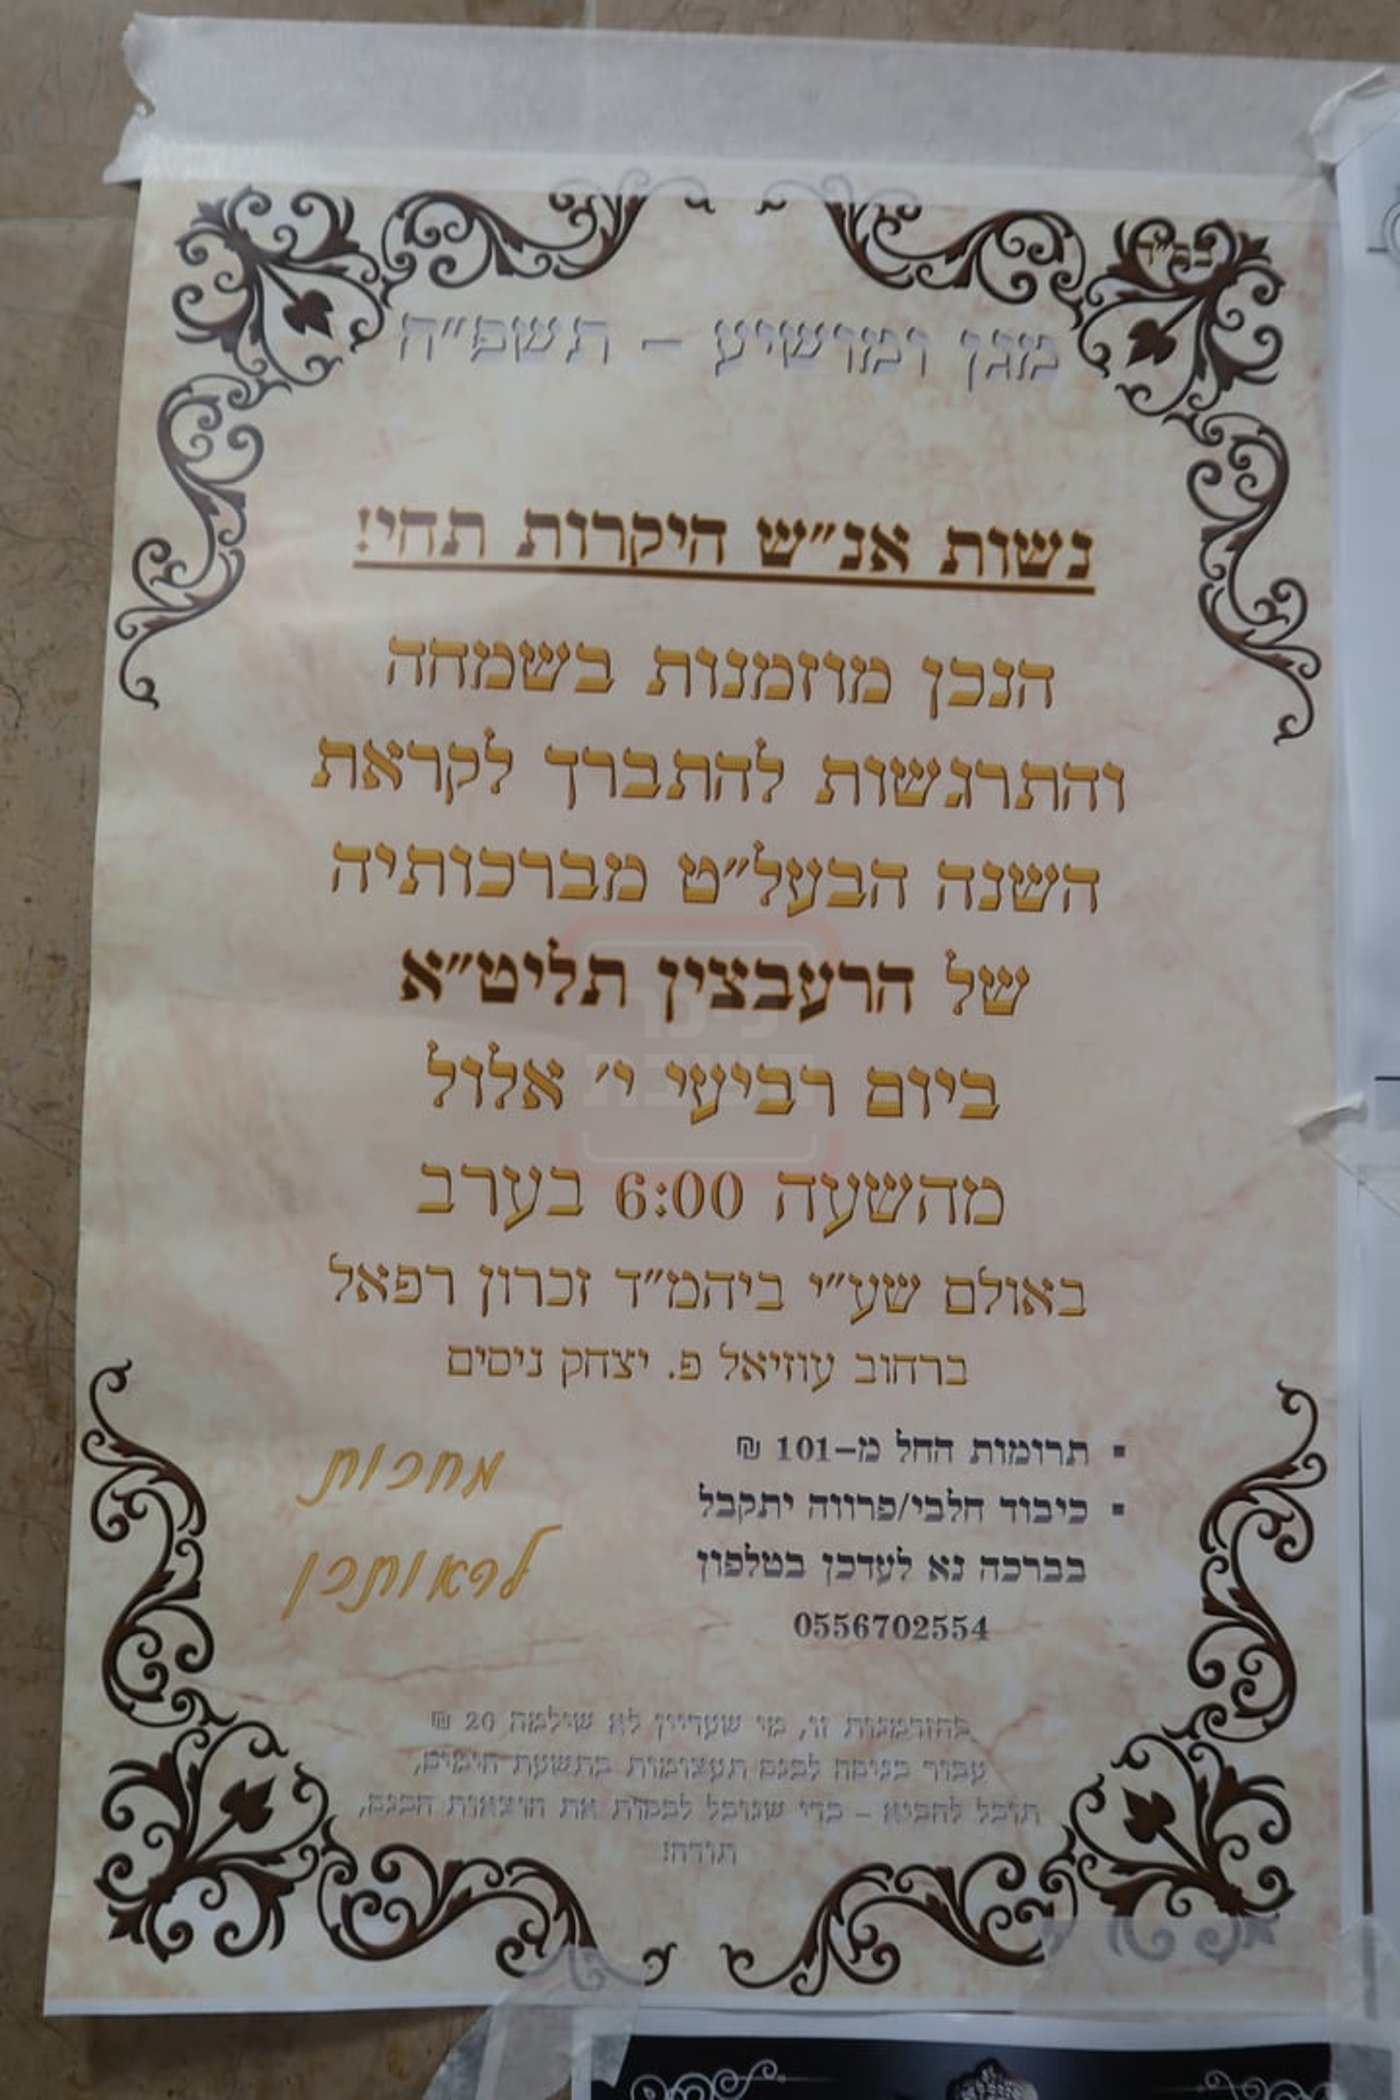 בס"ד
מגן ומושיע – תשפ"ח
נשות אנ"ש היקרות תחי'!
הנכן מוזמנות בשמחה
והתרגשות להתברך לקראת
השנה הבעל"ט מברכותיה
של הרעבצין תליט"א
ביום רביעי י' אלול
מהשעה 6:00 בערב
באולם שע"י ביהמ"ד זכרון רפאל
ברחוב עוזיאל פ. יצחק ניסים
▪ תרומות החל מ-101 ₪
▪ כיבוד חלבי/פרווה יתקבל
בברכה נא לעדכן בטלפון
0556702554
מחכות
לראותכן
בהזדמנות זו, מי שעדיין לא שילמה 20 ₪
עבור כניסה לכנס תעצומות בתשעת הימים,
תוכל להביא – כדי שנוכל לכסות את הוצאות הכנס,
תודה!